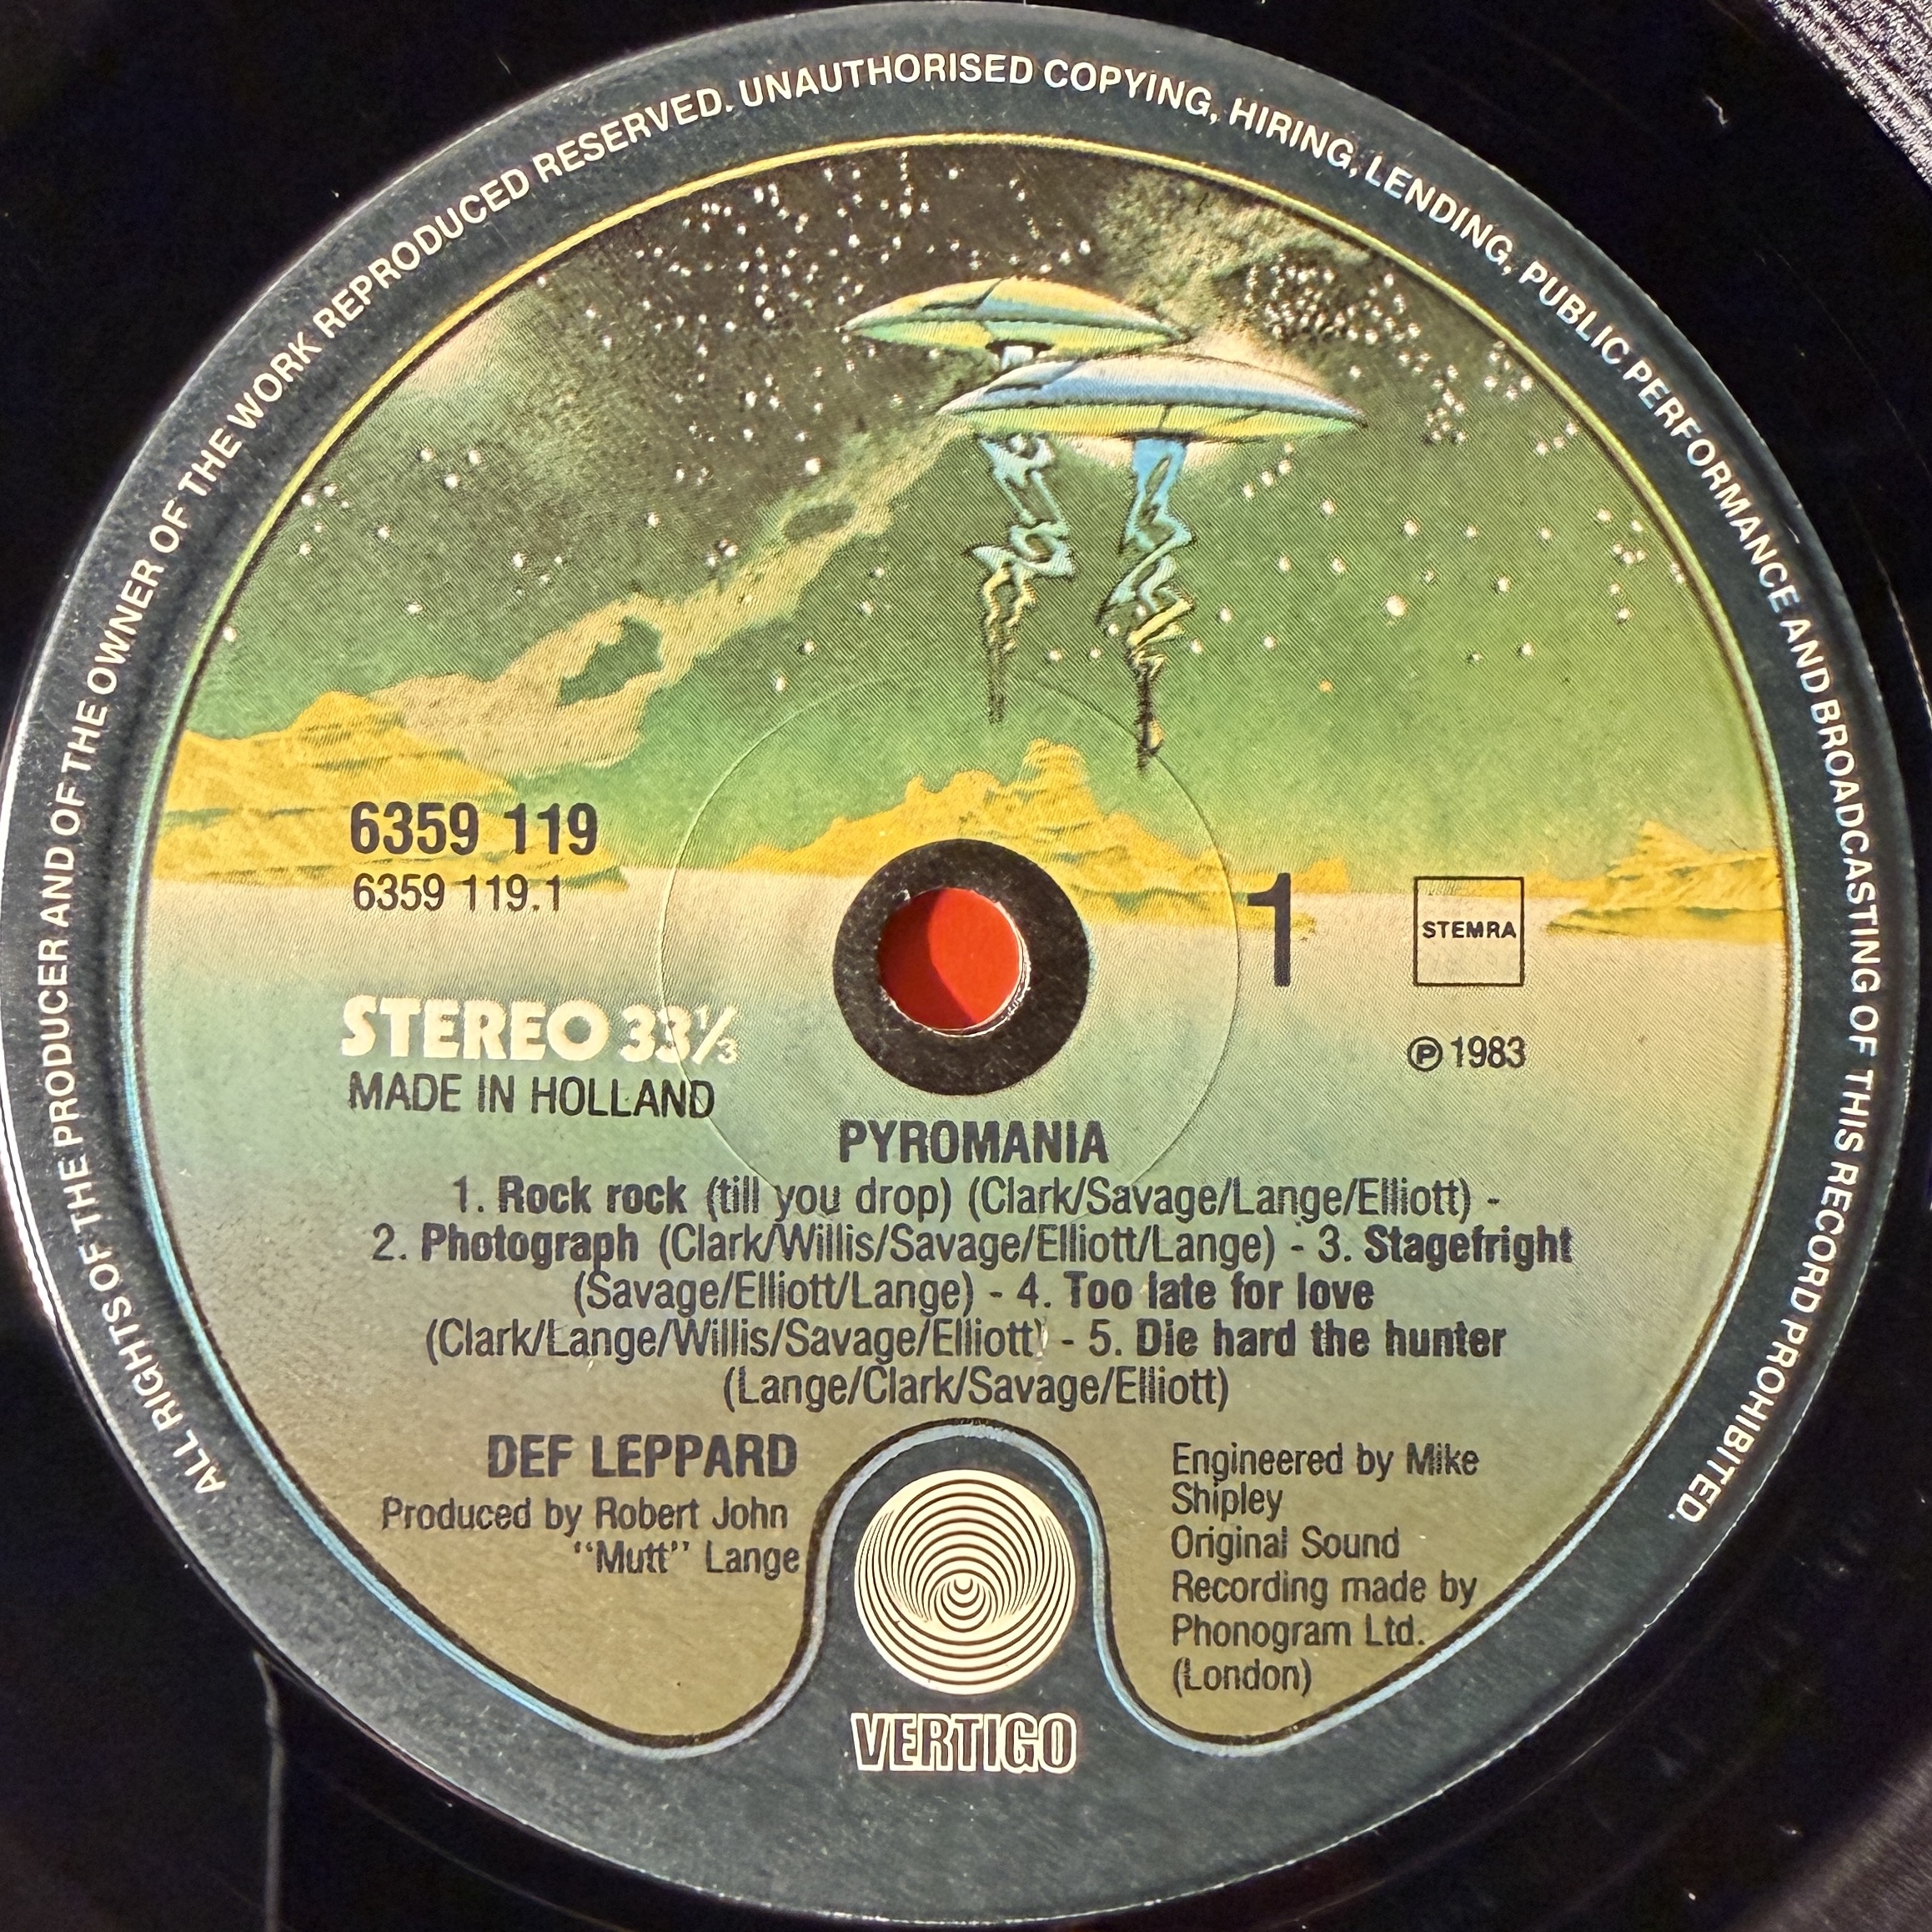 ALL RIGHTS OF THE PRODUCER AND OF THE OWNER OF THE WORK REPRODUCED RESERVED. UNAUTHORISED COPYING, HIRING, LENDING, PUBLIC PERFORMANCE AND BROADCASTING OF THIS RECORD PROHIBITED.
6359 119
6359 119.1
1
STEMRA
STEREO 33⅓
℗ 1983
MADE IN HOLLAND
PYROMANIA
1. Rock rock (till you drop) (Clark/Savage/Lange/Elliott) -
2. Photograph (Clark/Willis/Savage/Elliott/Lange) - 3. Stagefright
(Savage/Elliott/Lange) - 4. Too late for love
(Clark/Lange/Willis/Savage/Elliott) - 5. Die hard the hunter
(Lange/Clark/Savage/Elliott)
DEF LEPPARD
Produced by Robert John
"Mutt" Lange
Engineered by Mike
Shipley
Original Sound
Recording made by
Phonogram Ltd.
(London)
VERTIGO